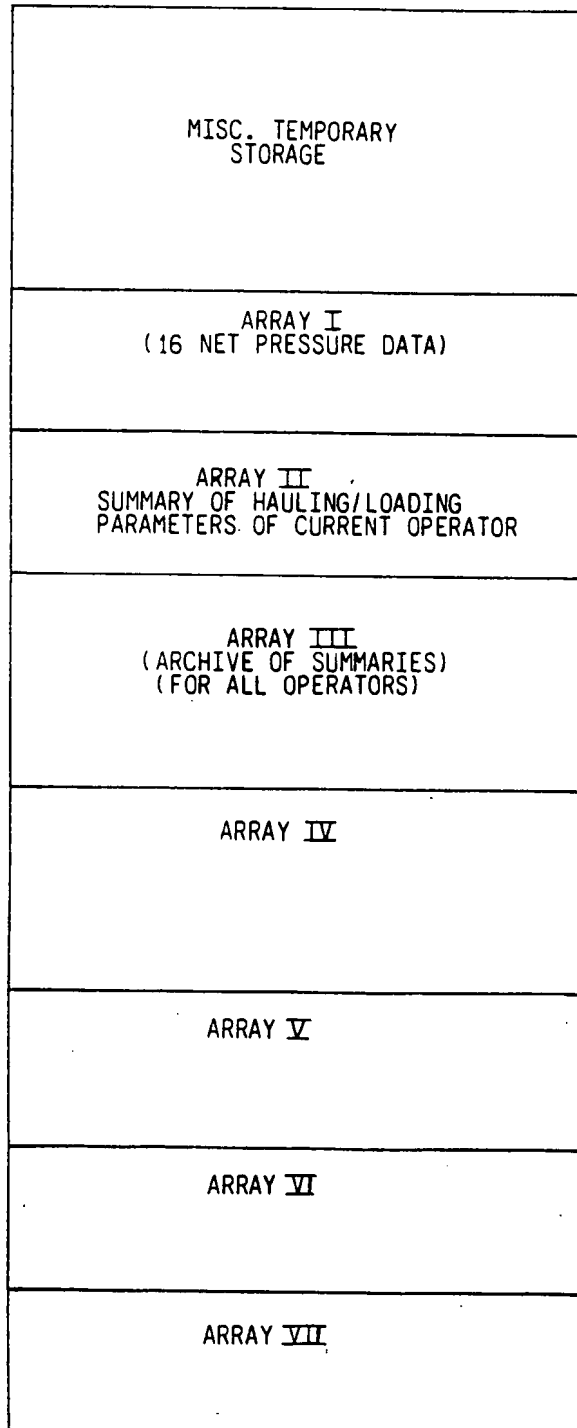 MISC. TEMPORARY
STORAGE
ARRAY I
(16 NET PRESSURE DATA)
ARRAY II
SUMMARY OF HAULING/LOADING
PARAMETERS OF CURRENT OPERATOR
ARRAY III
(ARCHIVE OF SUMMARIES)
(FOR ALL OPERATORS)
ARRAY IV
ARRAY V
ARRAY VI
ARRAY VII